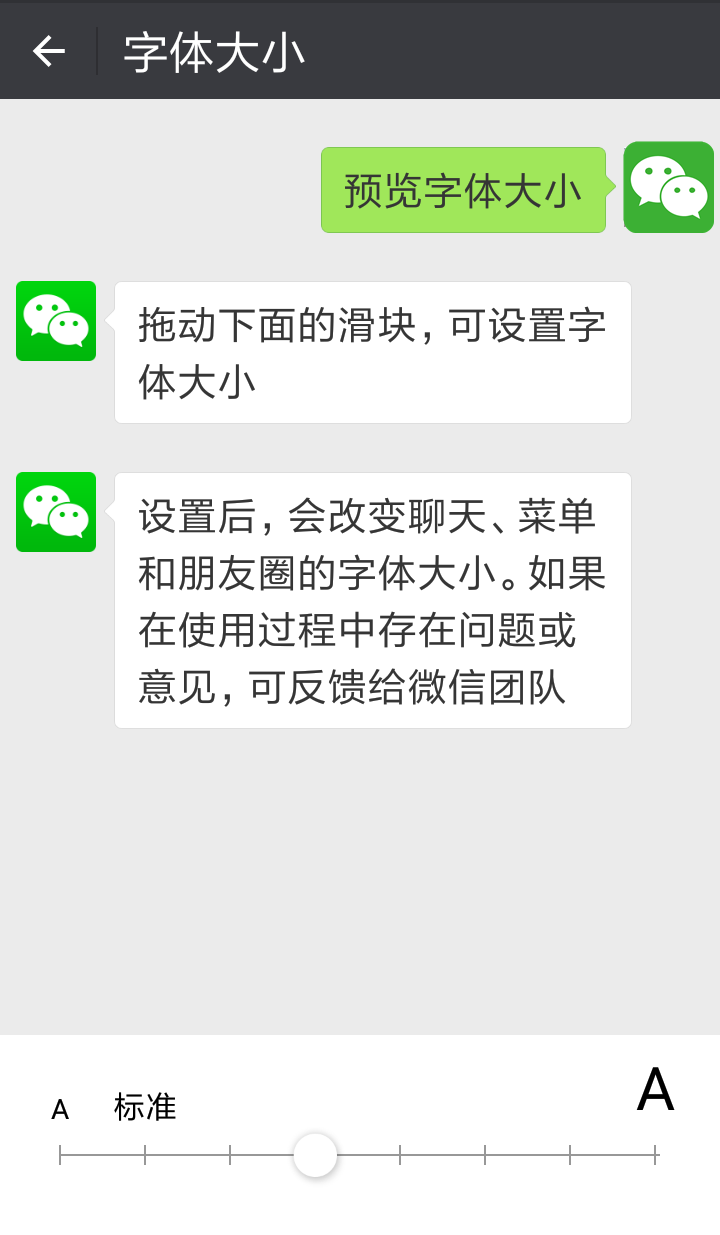 字体大小
预览字体大小
拖动下面的滑块，可设置字
体大小
设置后，会改变聊天、菜单
和朋友圈的字体大小。如果
在使用过程中存在问题或
意见，可反馈给微信团队
A 标准 A